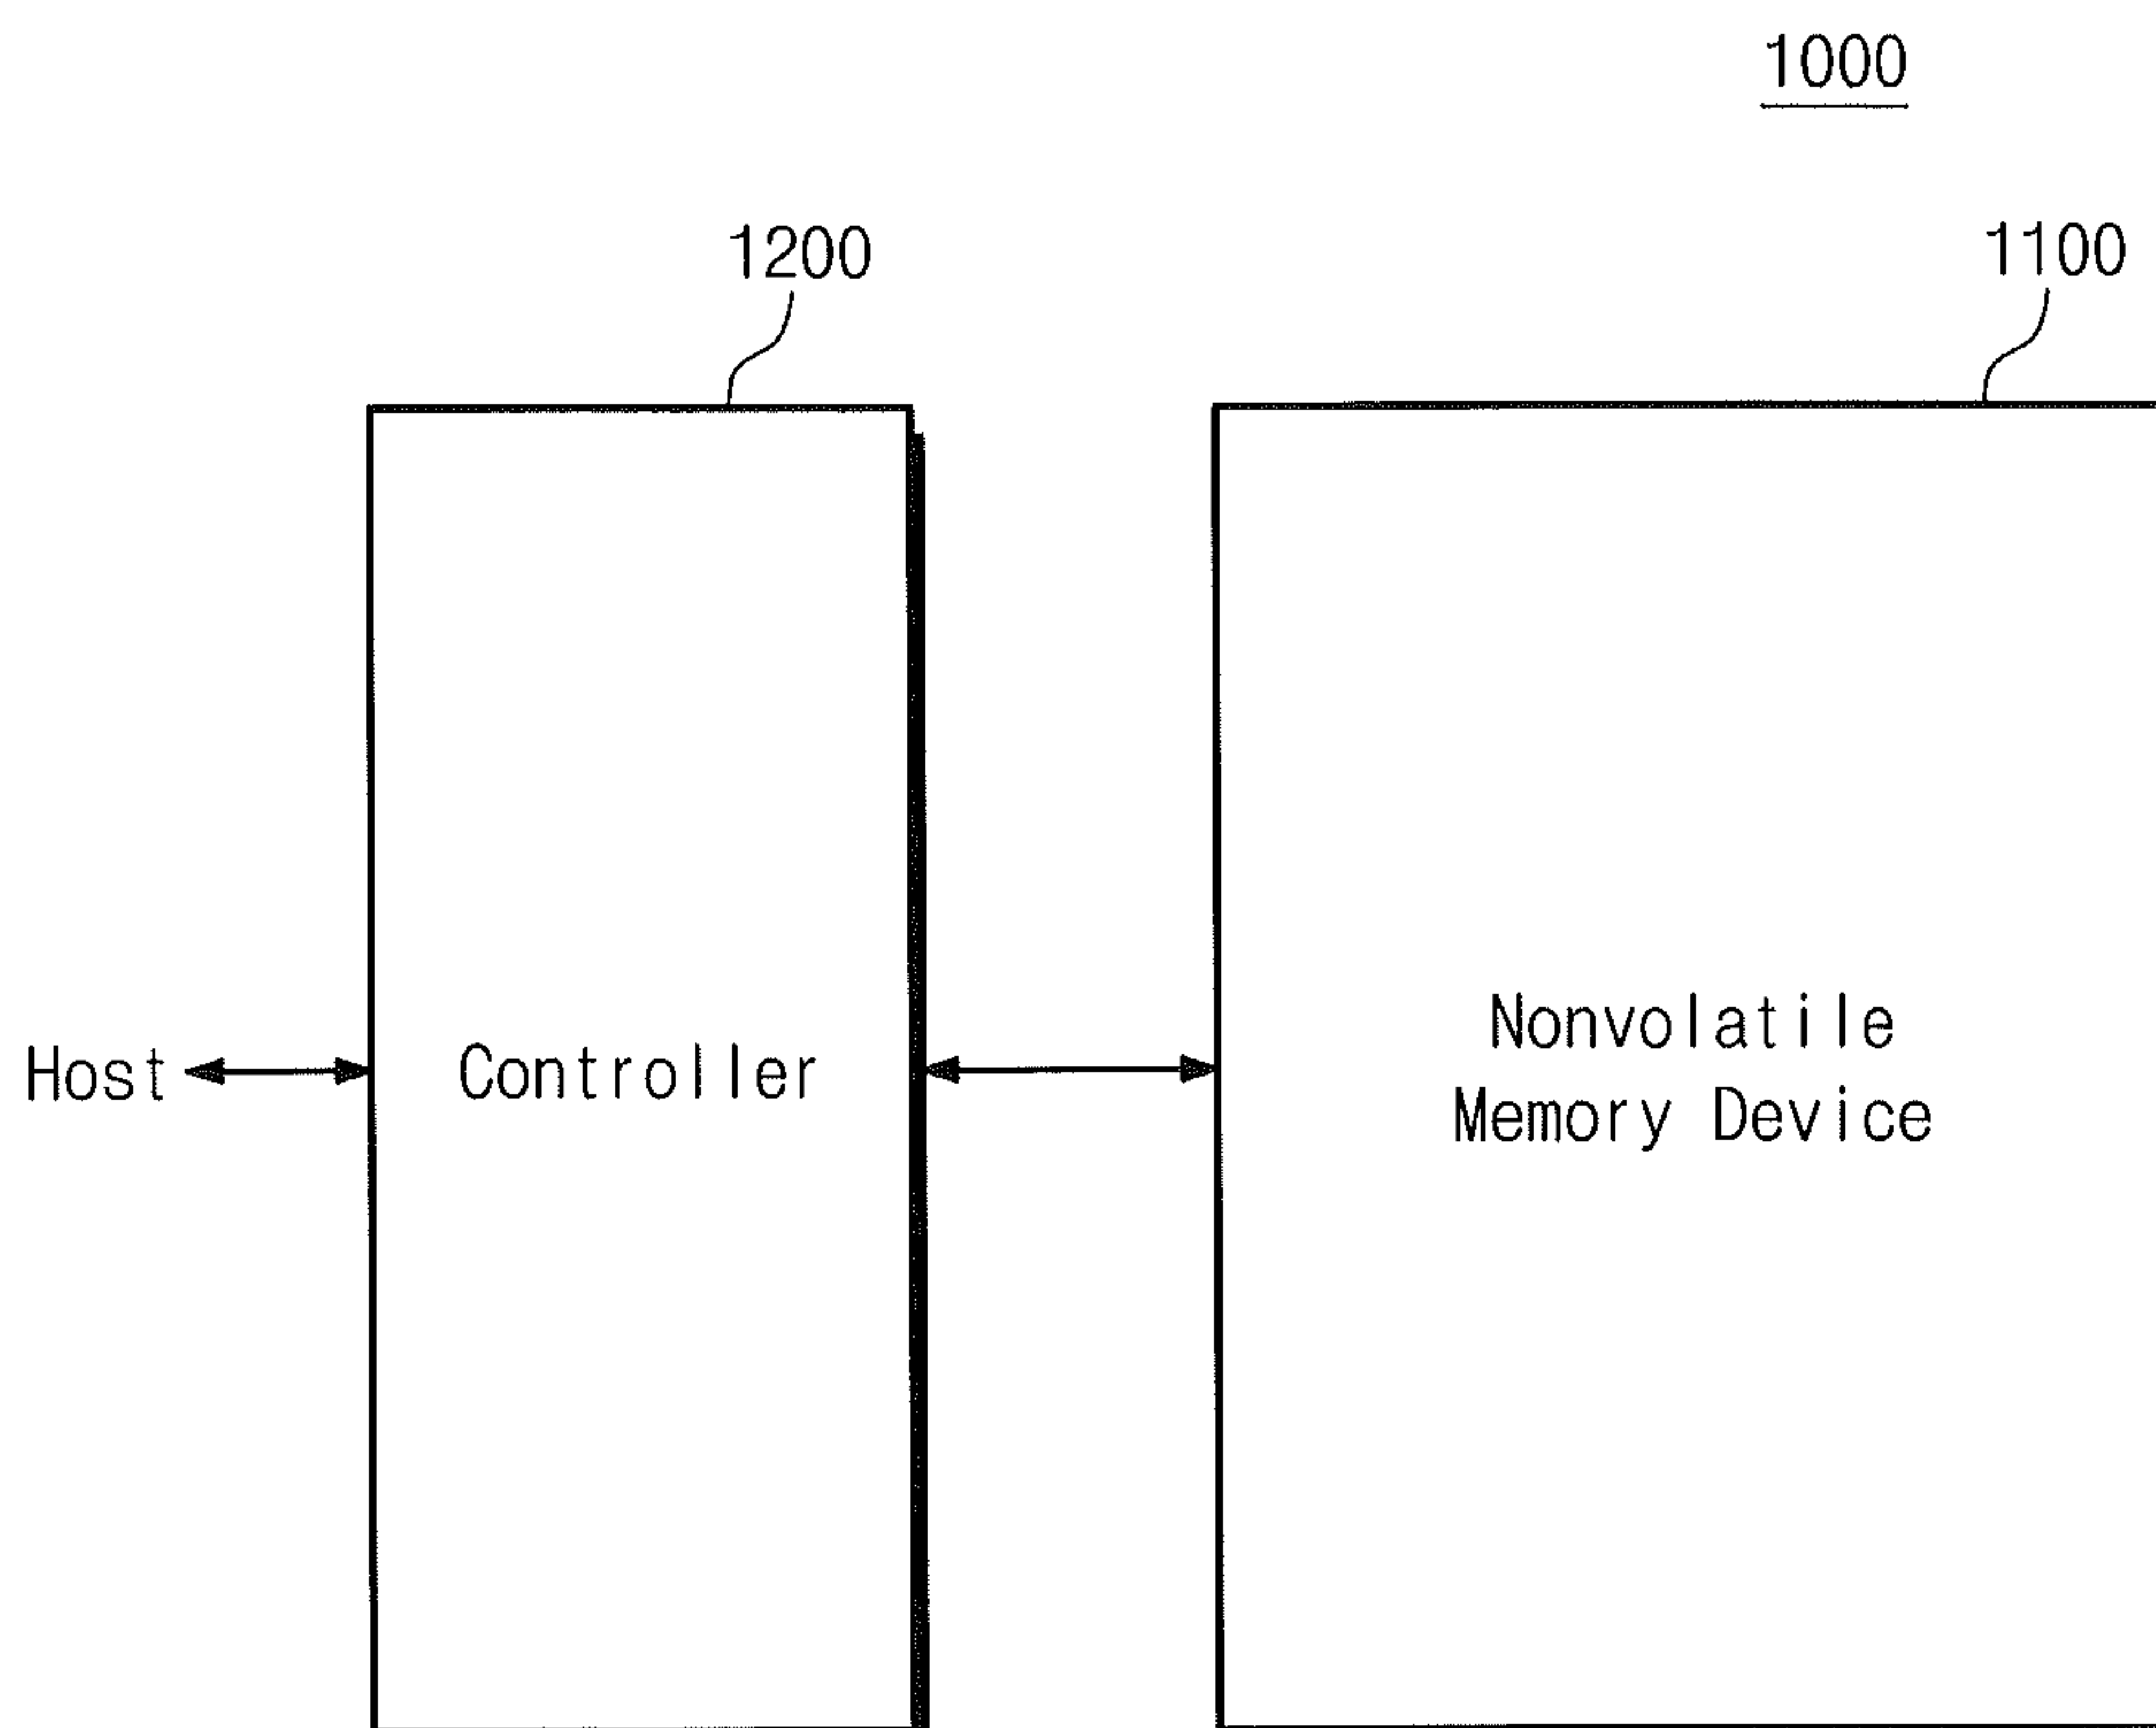 1000
1200
1100
Host
Controller
Nonvolatile
Memory Device